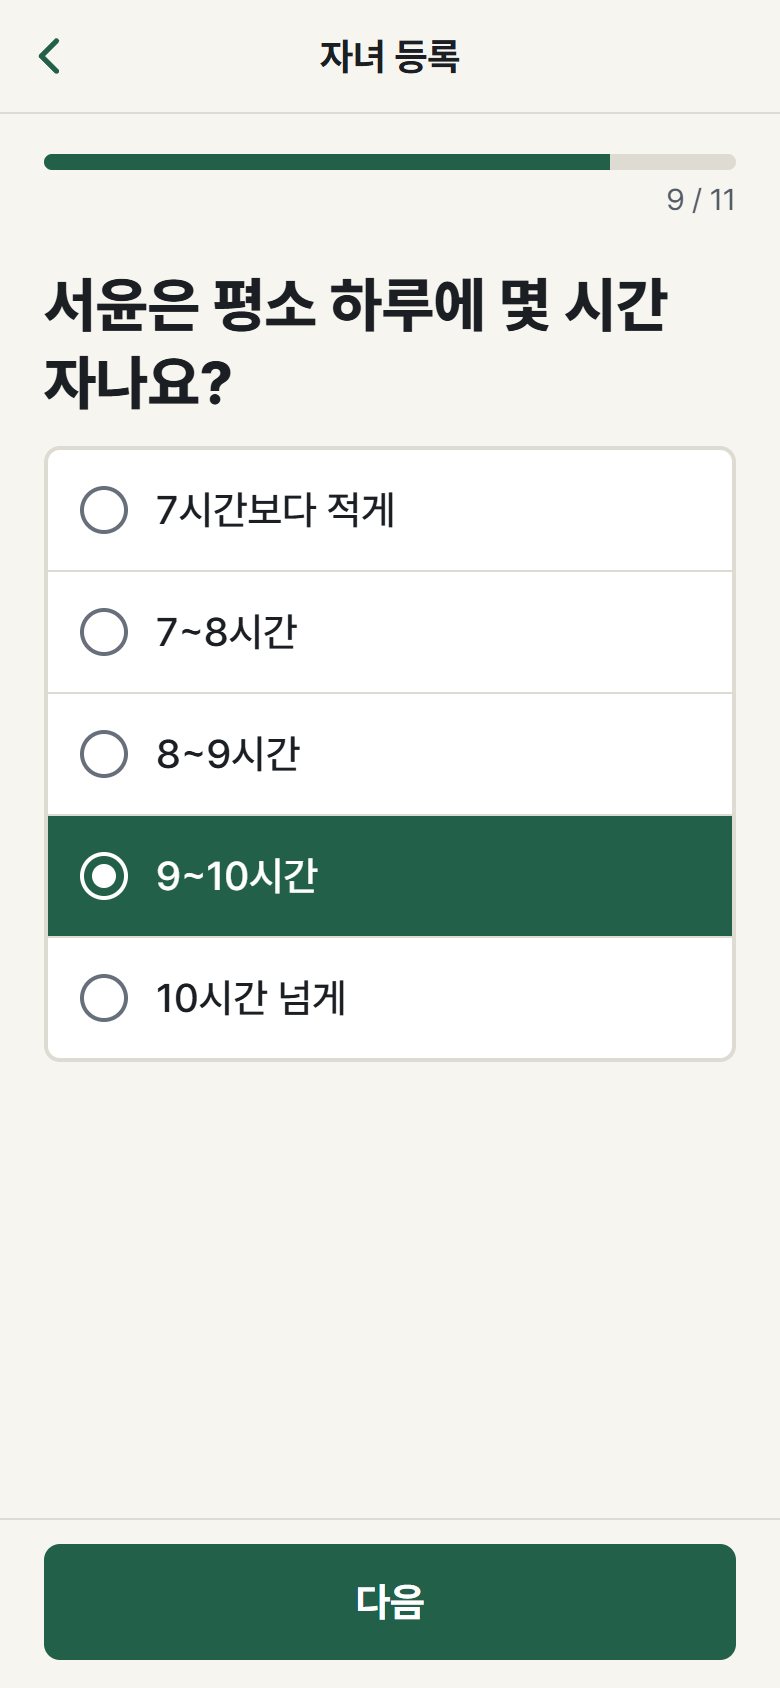 자녀 등록
9 / 11
서윤은 평소 하루에 몇 시간
자나요?
7시간보다 적게
7~8시간
8~9시간
9~10시간
10시간 넘게
다음